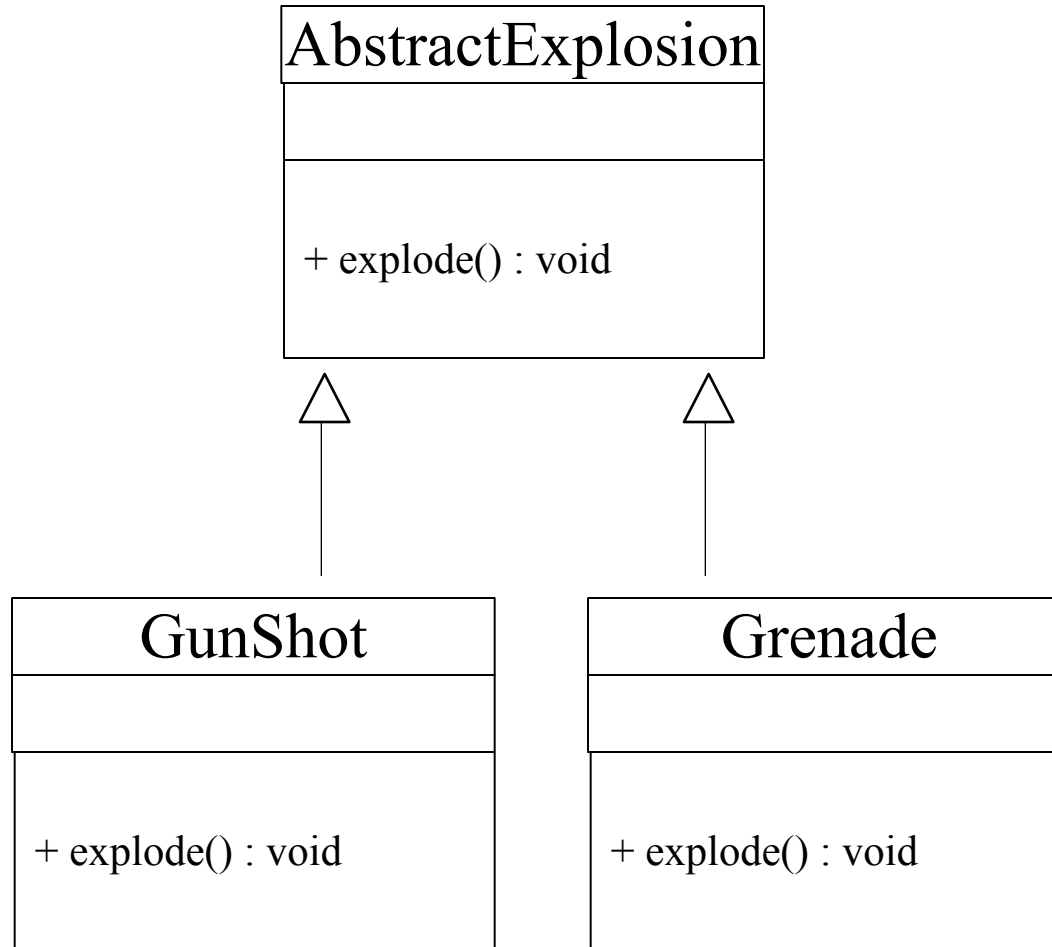 AbstractExplosion
+ explode() : void
GunShot
+ explode() : void
Grenade
+ explode() : void